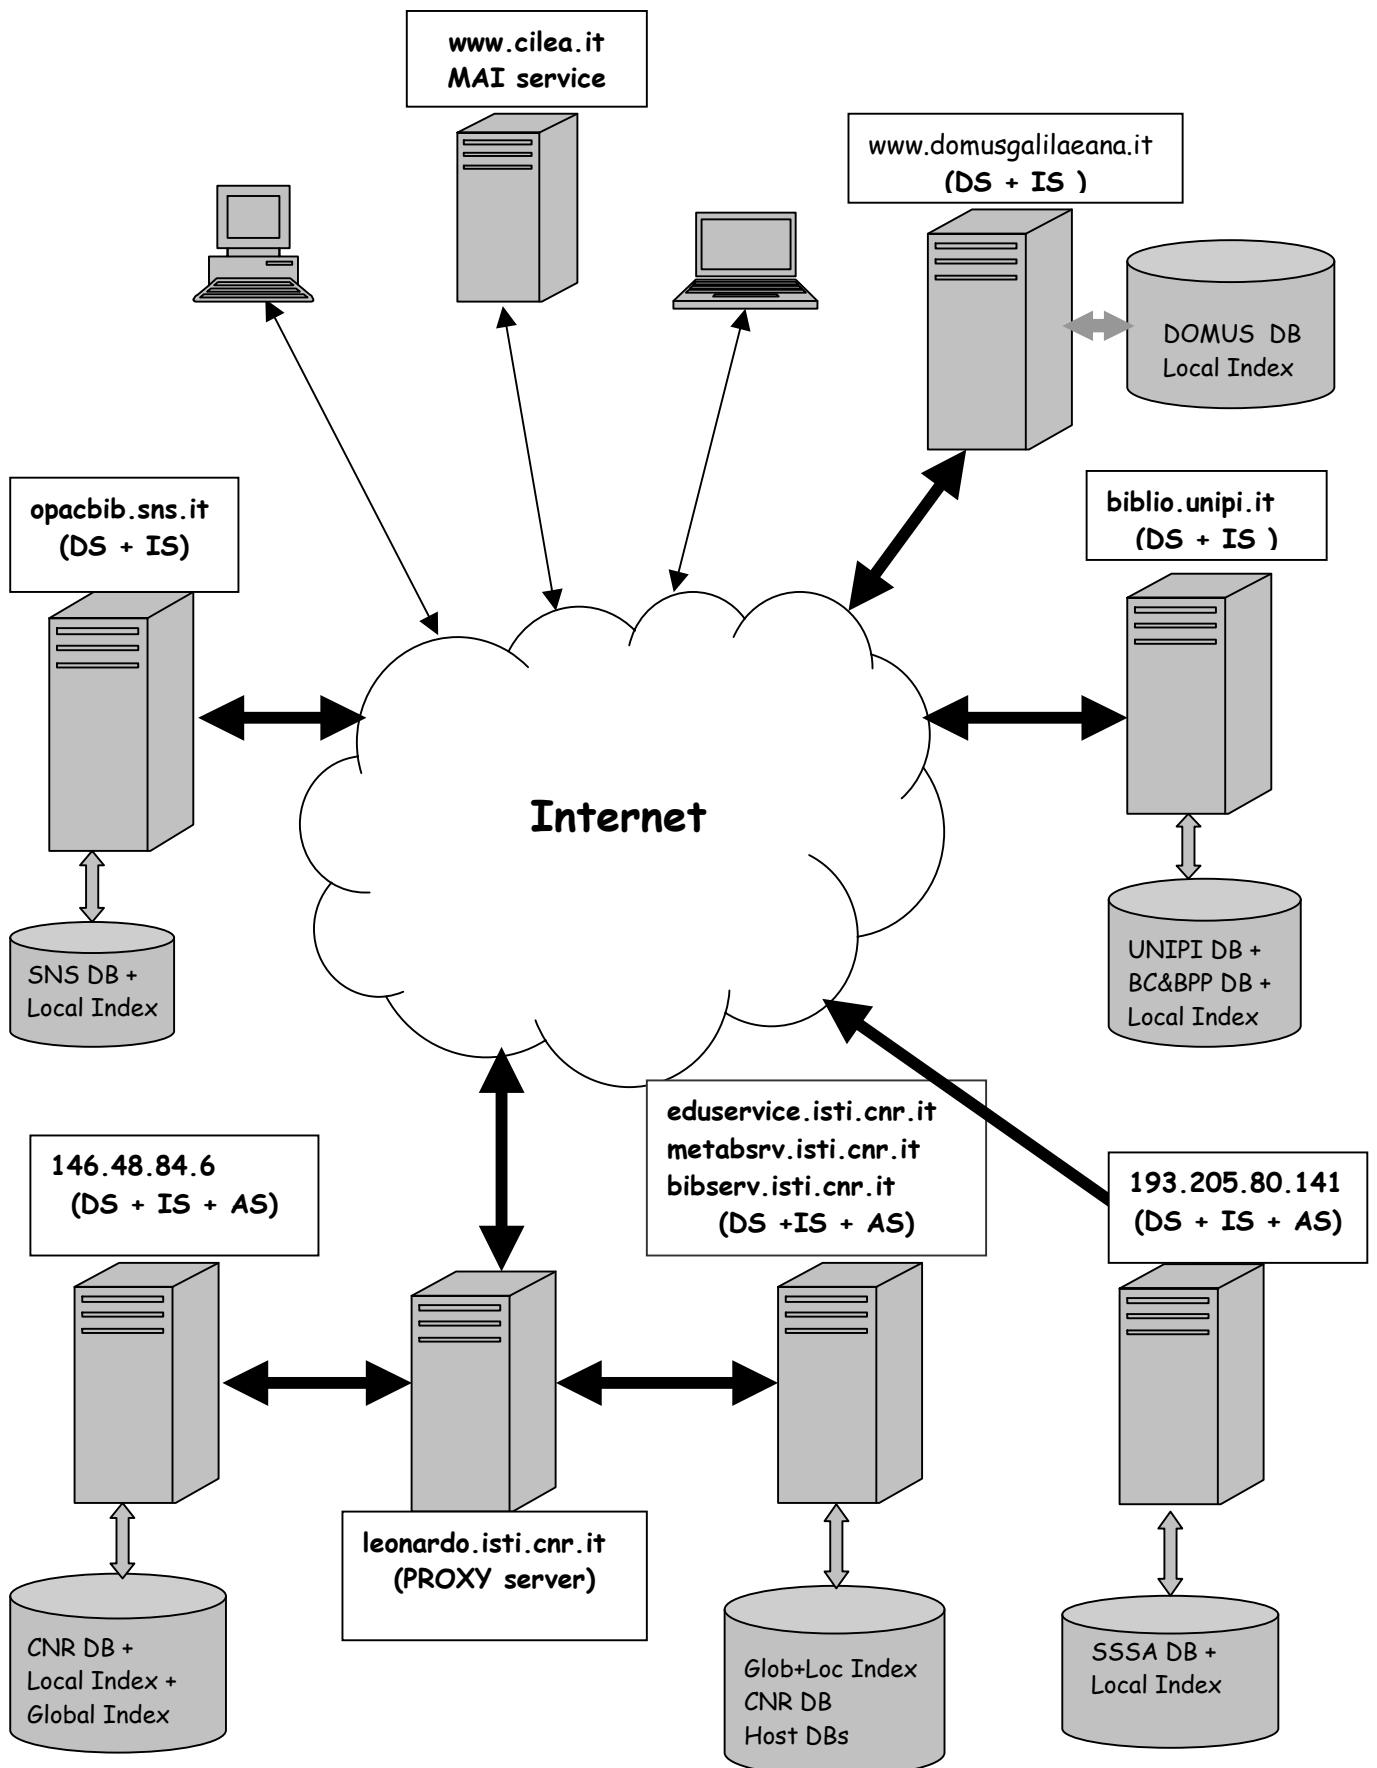 www.cilea.it
MAI service
www.domusgalilaeana.it
(DS + IS )
DOMUS DB
Local Index
opacbib.sns.it
(DS + IS)
biblio.unipi.it
(DS + IS )
Internet
SNS DB +
Local Index
UNIPI DB +
BC&BPP DB +
Local Index
eduservice.isti.cnr.it
metabsrv.isti.cnr.it
bibserv.isti.cnr.it
(DS +IS + AS)
146.48.84.6
(DS + IS + AS)
193.205.80.141
(DS + IS + AS)
leonardo.isti.cnr.it
(PROXY server)
CNR DB +
Local Index +
Global Index
Glob+Loc Index
CNR DB
Host DBs
SSSA DB +
Local Index